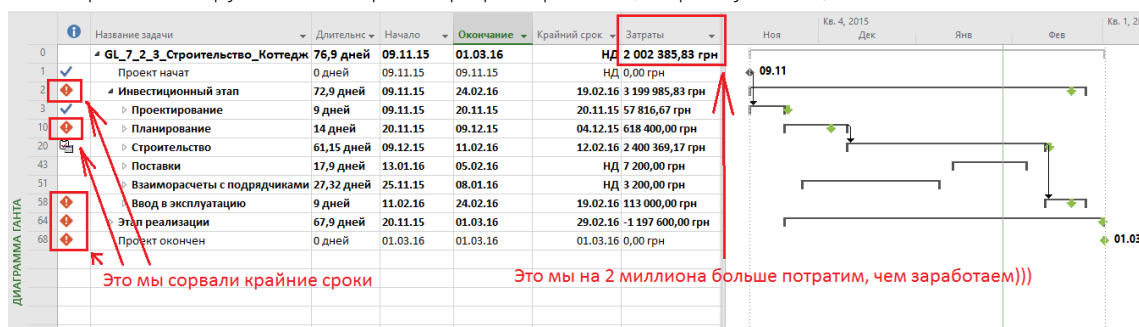 Кв. 4, 2015 Кв. 1, 20
Название задачи Длительнс Начало Окончание Крайний срок Затраты Ноя Дек Янв Фев
0 GL_7_2_3_Строительство_Коттедж 76,9 дней 09.11.15 01.03.16 НД 2 002 385,83 грн
1 Проект начат 0 дней 09.11.15 09.11.15 НД 0,00 грн 09.11
2 Инвестиционный этап 72,9 дней 09.11.15 24.02.16 19.02.16 3 199 985,83 грн
3 Проектирование 9 дней 09.11.15 20.11.15 20.11.15 57 816,67 грн
10 Планирование 14 дней 20.11.15 09.12.15 04.12.15 618 400,00 грн
20 Строительство 61,15 дней 09.12.15 11.02.16 12.02.16 2 400 369,17 грн
43 Поставки 17,9 дней 13.01.16 05.02.16 НД 7 200,00 грн
51 Взаиморасчеты с подрядчиками 27,32 дней 25.11.15 08.01.16 НД 3 200,00 грн
58 Ввод в эксплуатацию 9 дней 11.02.16 24.02.16 19.02.16 113 000,00 грн
64 Этап реализации 67,9 дней 20.11.15 01.03.16 29.02.16 -1 197 600,00 грн
68 Проект окончен 0 дней 01.03.16 01.03.16 01.03.16 0,00 грн 01.03
Это мы сорвали крайние сроки
Это мы на 2 миллиона больше потратим, чем заработаем)))
ДИАГРАММА ГАНТА